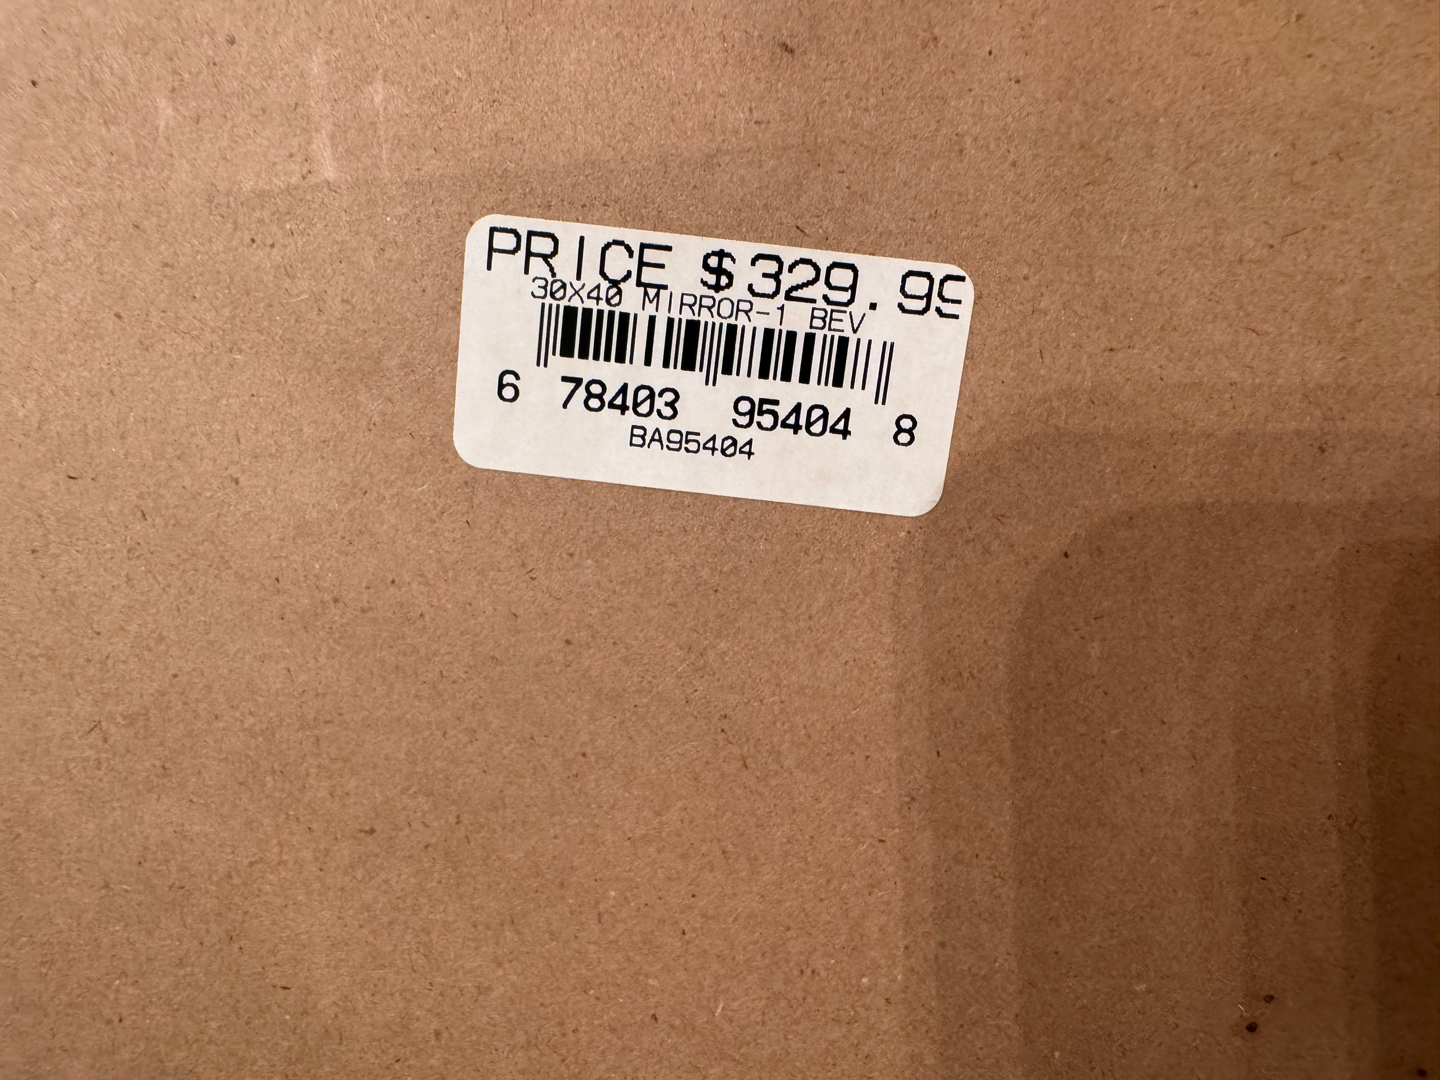 PRICE $329.99
30X40 MIRROR-1 BEV
6 78403 95404 8
BA95404